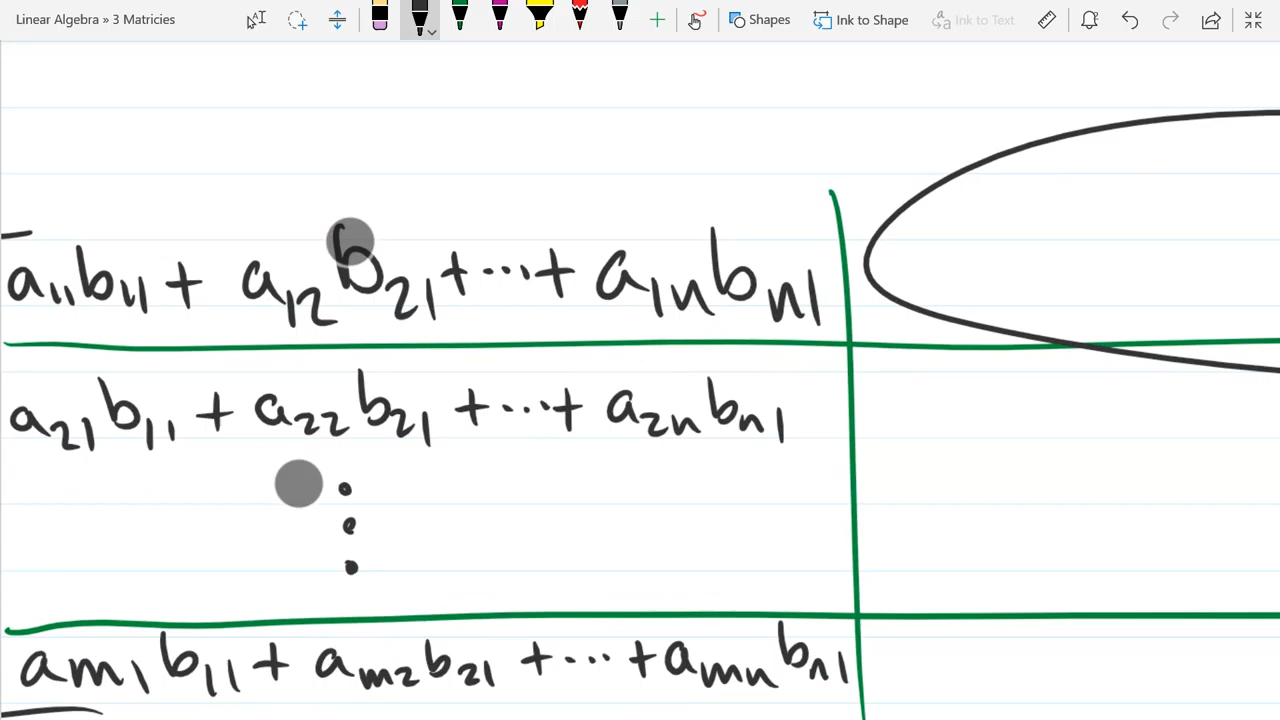 Linear Algebra » 3 Matricies
Shapes
Ink to Shape
Ink to Text
a₁₁b₁₁ + a₁₂b₂₁ + ⋯ + a₁ₙbₙ₁
a₂₁b₁₁ + a₂₂b₂₁ + ⋯ + a₂ₙbₙ₁
⋮
aₘ₁b₁₁ + aₘ₂b₂₁ + ⋯ + aₘₙbₙ₁